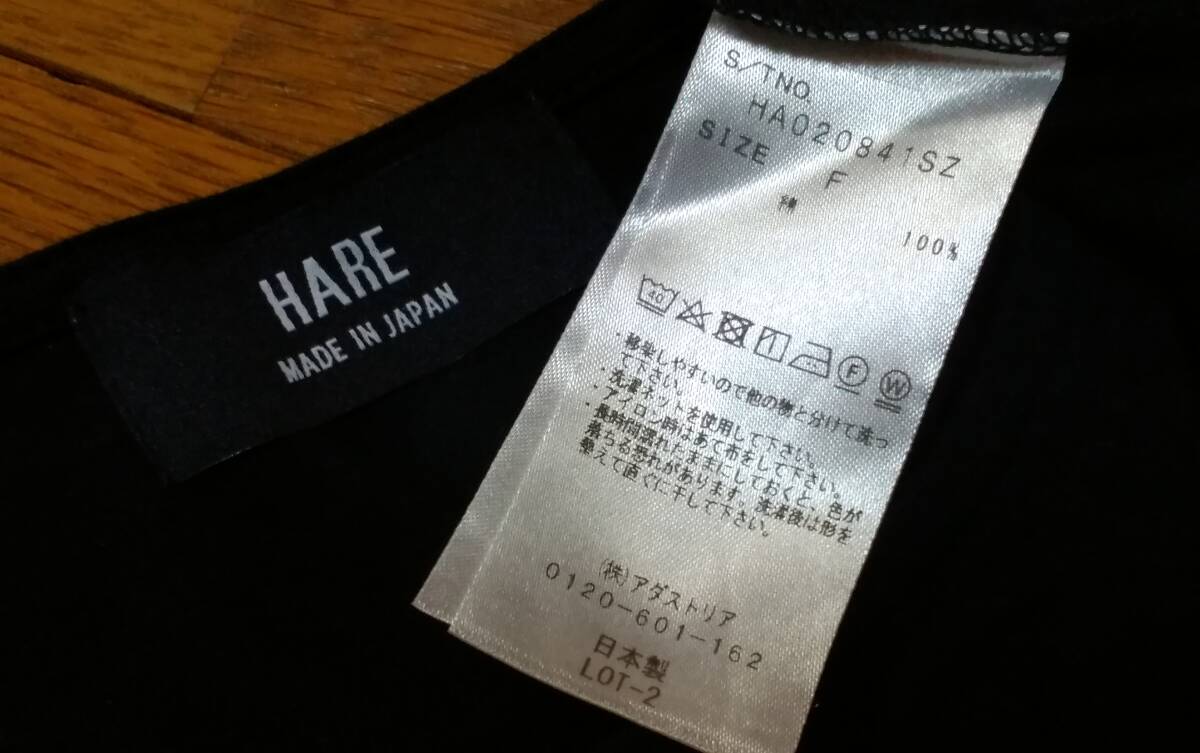 HARE
MADE IN JAPAN
S/TNO.
HA020841SZ
SIZE F
綿 100%
40
F
W
・移染しやすいので他の物と分けて洗っ
て下さい。
・洗濯ネットを使用して下さい。
・アイロン時はあて布をして下さい。
・長時間濡れたままにしておくと、色が
移る恐れがあります。洗濯後は形を
整えて直ぐに干して下さい。
(株)アダストリア
0120-601-162
日本製
LOT-2